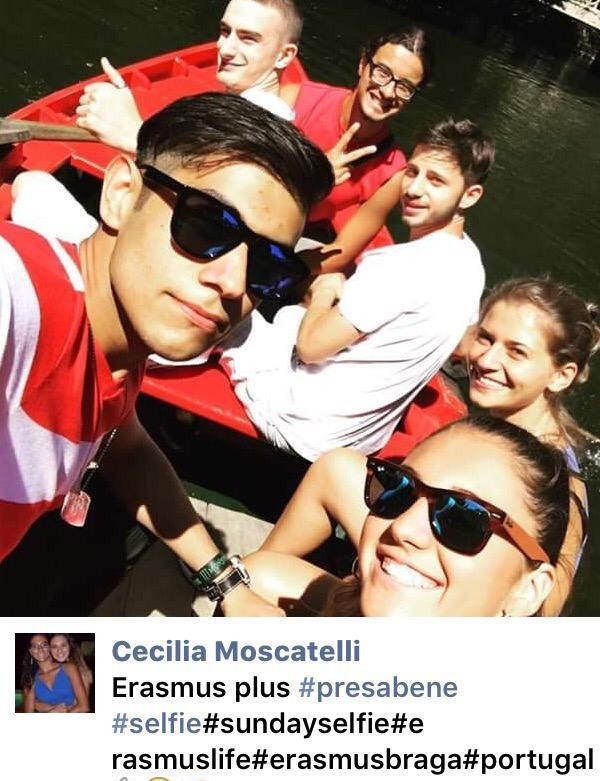 Cecilia Moscatelli
Erasmus plus #presabene
#selfie#sundayselfie#e
rasmuslife#erasmusbraga#portugal